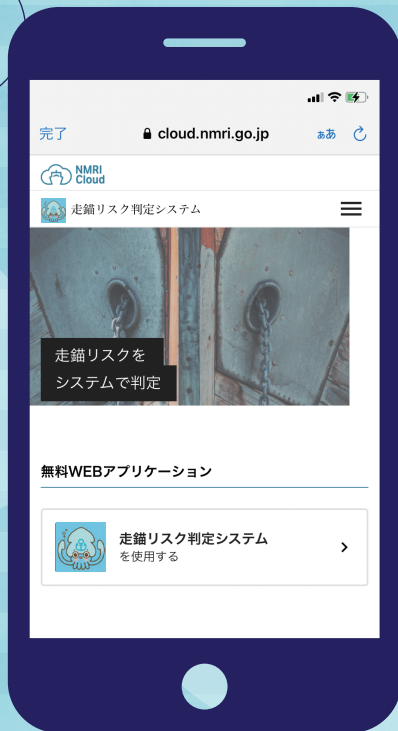 完了
cloud.nmri.go.jp
ぁあ
NMRI
Cloud
走錨リスク判定システム
走錨リスクを
システムで判定
無料WEBアプリケーション
走錨リスク判定システム
を使用する